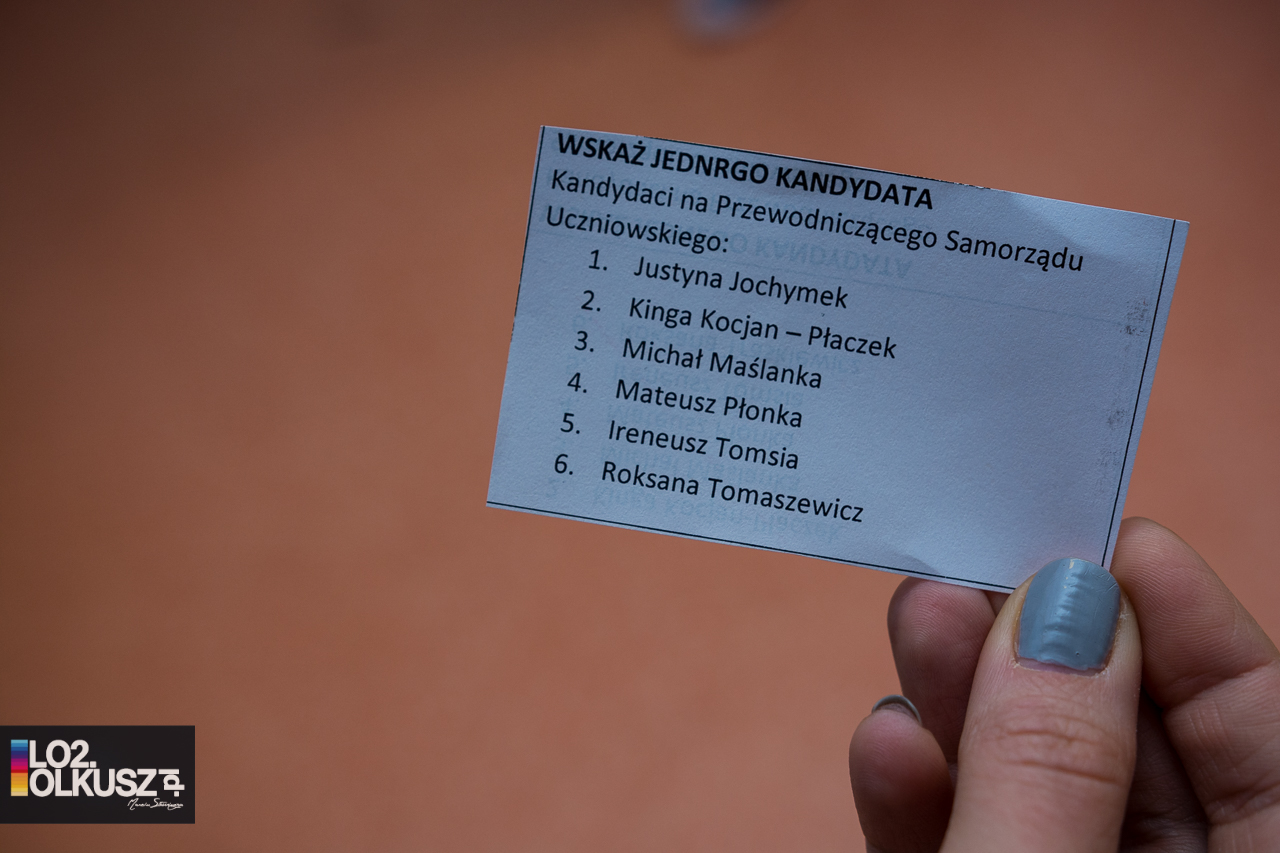 WSKAŻ JEDNRGO KANDYDATA
Kandydaci na Przewodniczącego Samorządu
Uczniowskiego:
1. Justyna Jochymek
2. Kinga Kocjan – Płaczek
3. Michał Maślanka
4. Mateusz Płonka
5. Ireneusz Tomsia
6. Roksana Tomaszewicz
LO2.
OLKUSZ.pl